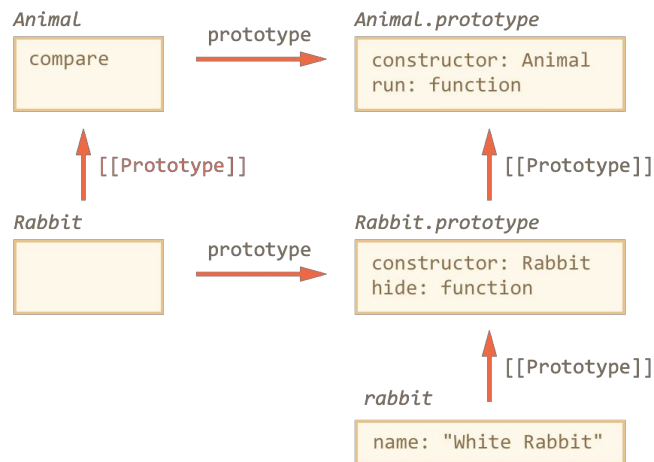 Animal
prototype
Animal.prototype
compare
constructor: Animal
run: function
[[Prototype]]
[[Prototype]]
Rabbit
prototype
Rabbit.prototype
constructor: Rabbit
hide: function
[[Prototype]]
rabbit
name: "White Rabbit"